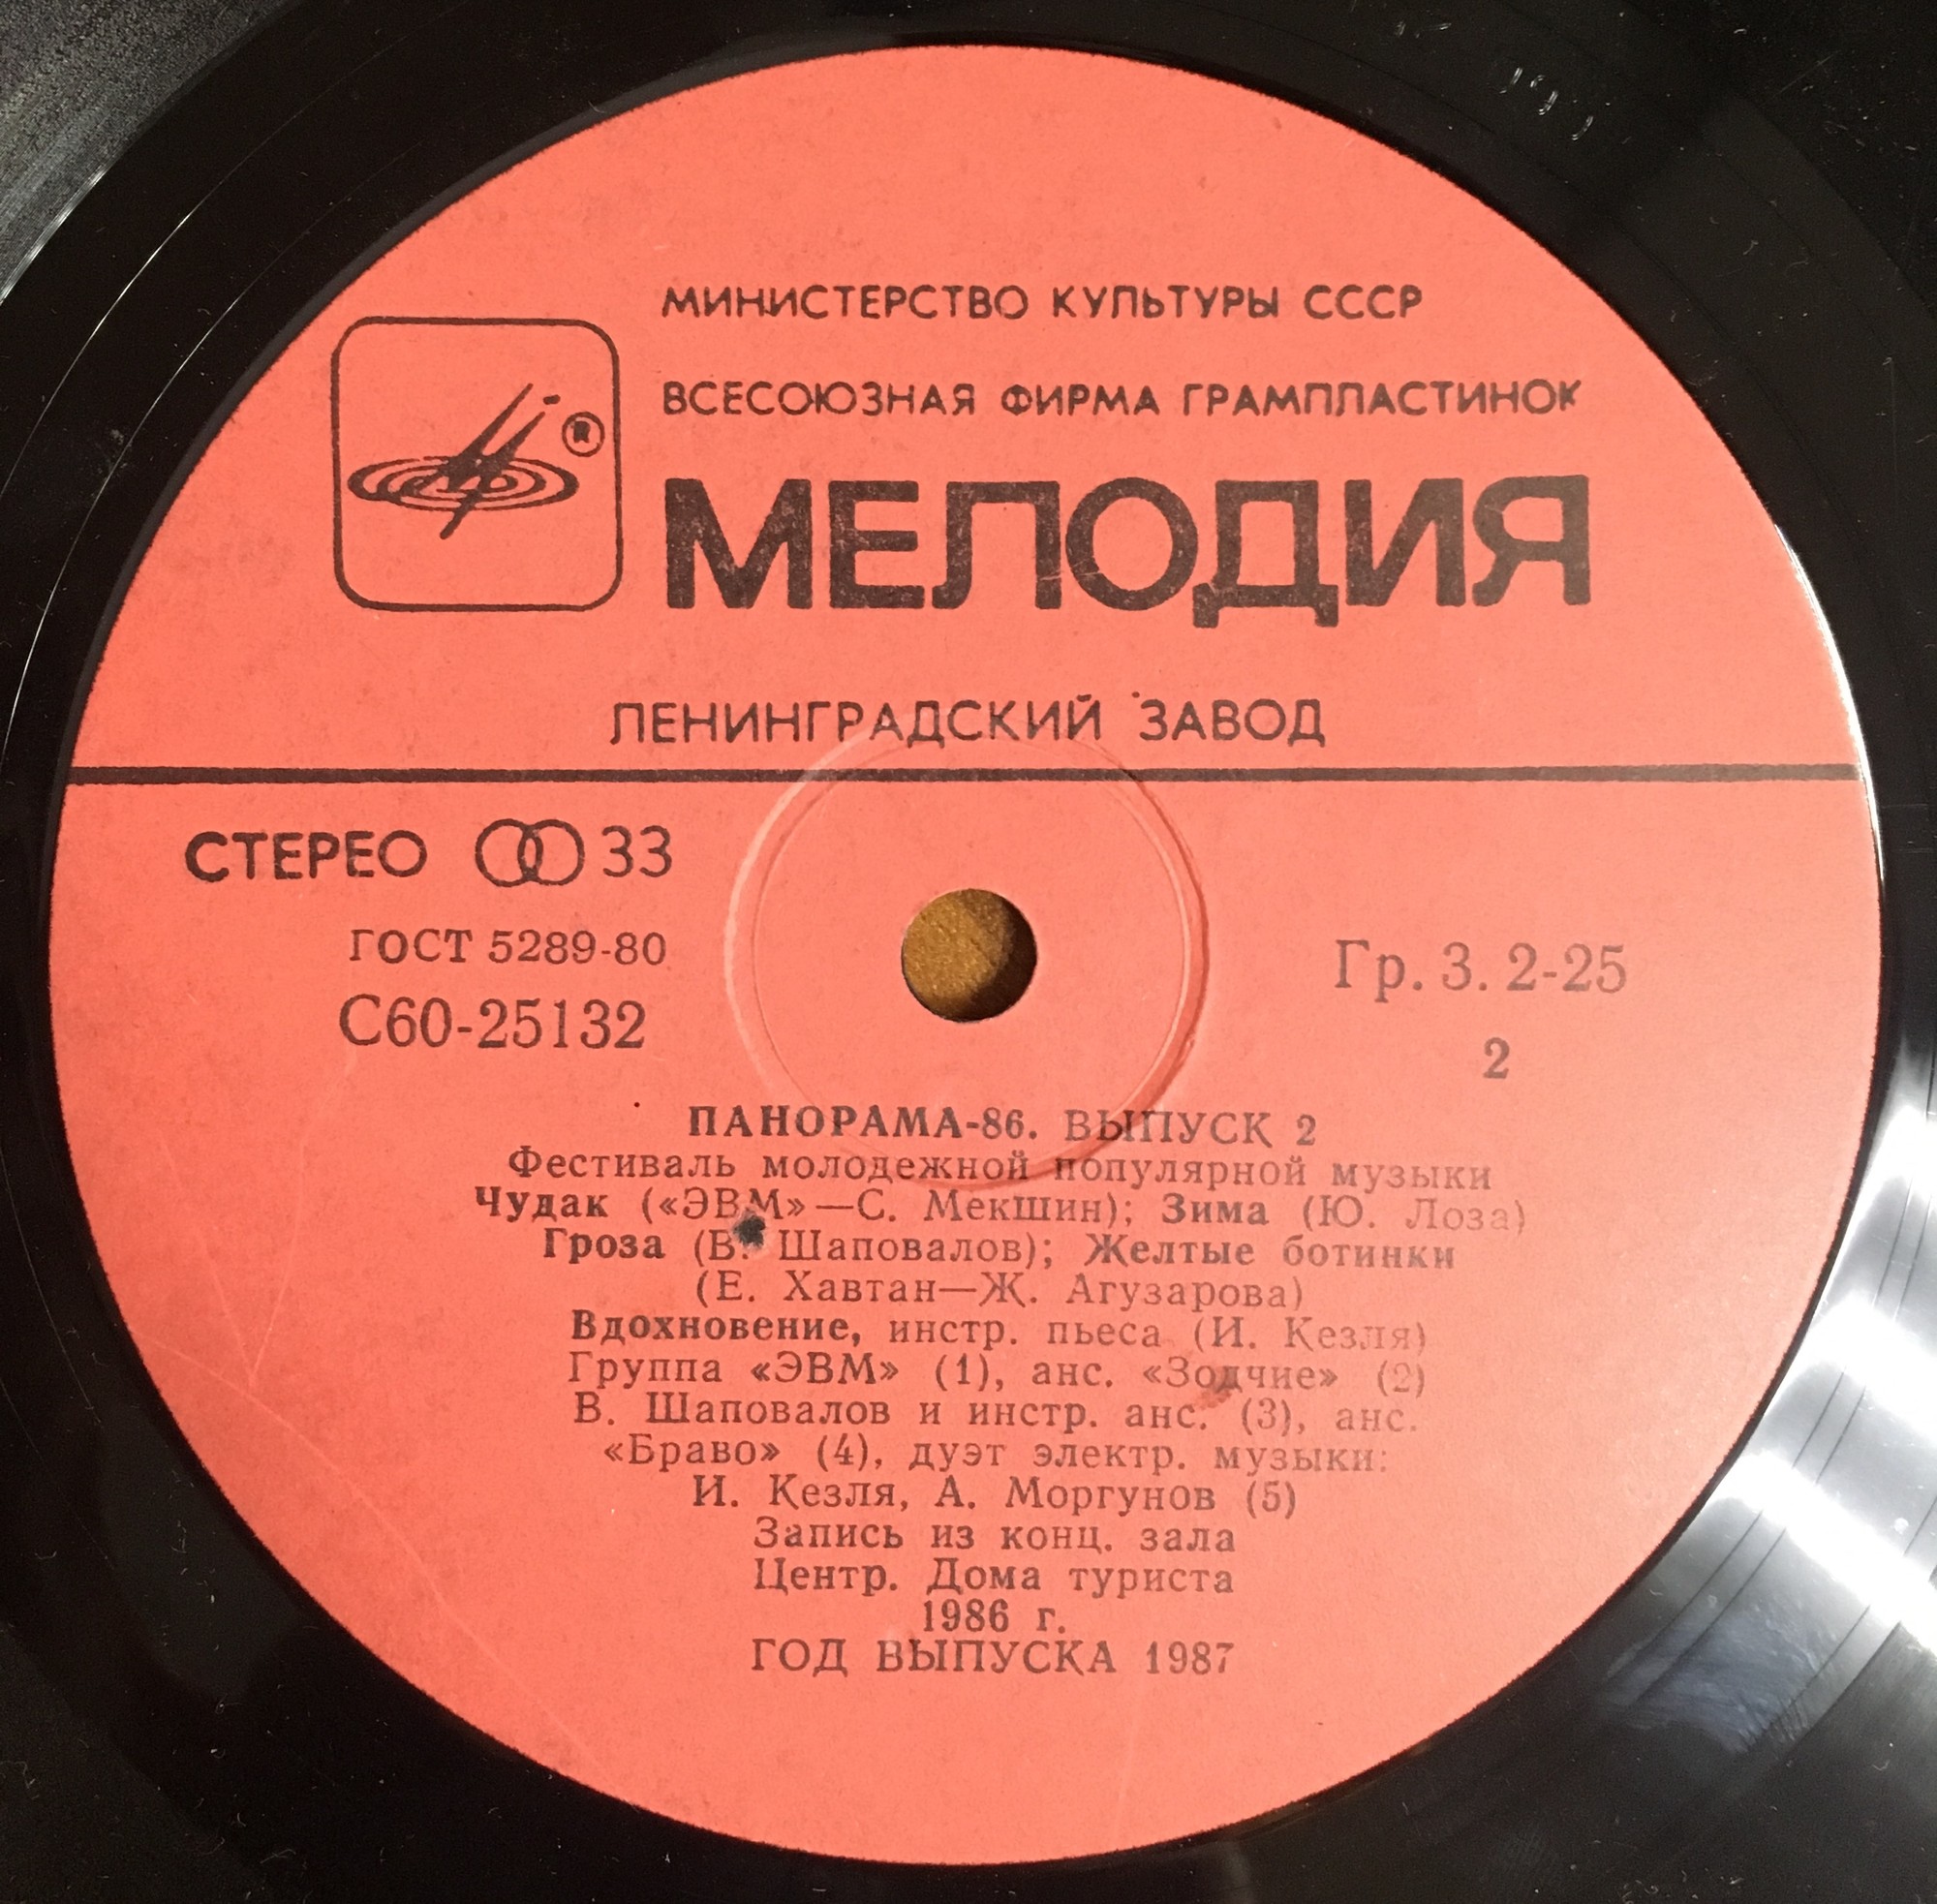 МИНИСТЕРСТВО КУЛЬТУРЫ СССР
ВСЕСОЮЗНАЯ ФИРМА ГРАМПЛАСТИНОК
®
МЕЛОДИЯ
ЛЕНИНГРАДСКИЙ ЗАВОД
СТЕРЕО 33
ГОСТ 5289-80
С60-25132
Гр. 3. 2-25
2
ПАНОРАМА-86. ВЫПУСК 2
Фестиваль молодежной популярной музыки
Чудак («ЭВМ»—С. Мекшин); Зима (Ю. Лоза)
Гроза (В. Шаповалов); Желтые ботинки
(Е. Хавтан—Ж. Агузарова)
Вдохновение, инстр. пьеса (И. Кезля)
Группа «ЭВМ» (1), анс. «Зодчие» (2)
В. Шаповалов и инстр. анс. (3), анс.
«Браво» (4), дуэт электр. музыки:
И. Кезля, А. Моргунов (5)
Запись из конц. зала
Центр. Дома туриста
1986 г.
ГОД ВЫПУСКА 1987